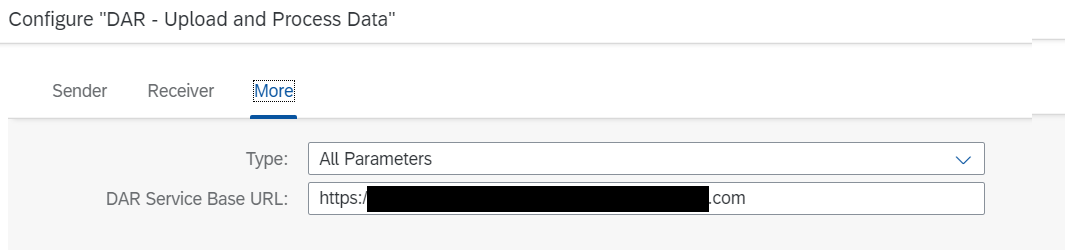 Configure "DAR - Upload and Process Data"
Sender Receiver More
Type: All Parameters
DAR Service Base URL: https:/ .com